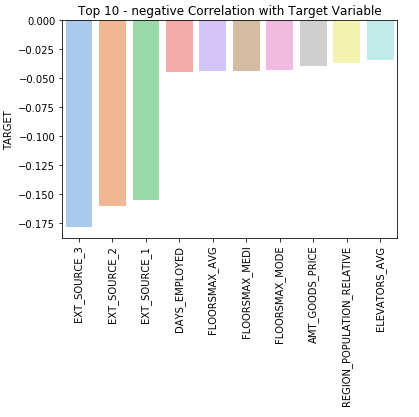 Top 10 - negative Correlation with Target Variable
0.000
−0.025
−0.050
−0.075
−0.100
−0.125
−0.150
−0.175
TARGET
EXT_SOURCE_3
EXT_SOURCE_2
EXT_SOURCE_1
DAYS_EMPLOYED
FLOORSMAX_AVG
FLOORSMAX_MEDI
FLOORSMAX_MODE
AMT_GOODS_PRICE
REGION_POPULATION_RELATIVE
ELEVATORS_AVG